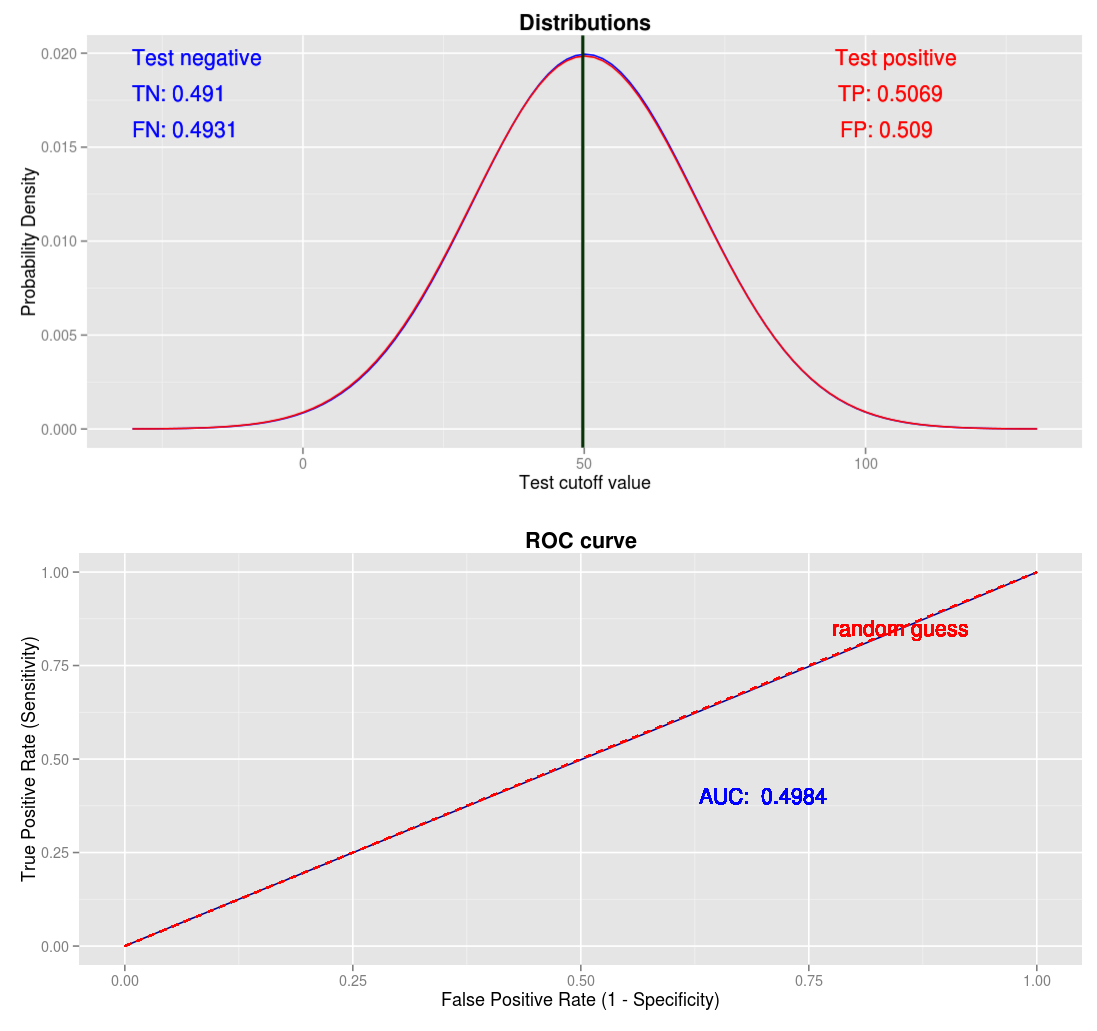 Distributions
Test negative
TN: 0.491
FN: 0.4931
Test positive
TP: 0.5069
FP: 0.509
Probability Density
0.020
0.015
0.010
0.005
0.000
0
50
100
Test cutoff value
ROC curve
True Positive Rate (Sensitivity)
1.00
0.75
0.50
0.25
0.00
random guess
AUC: 0.4984
0.00
0.25
0.50
0.75
1.00
False Positive Rate (1 - Specificity)